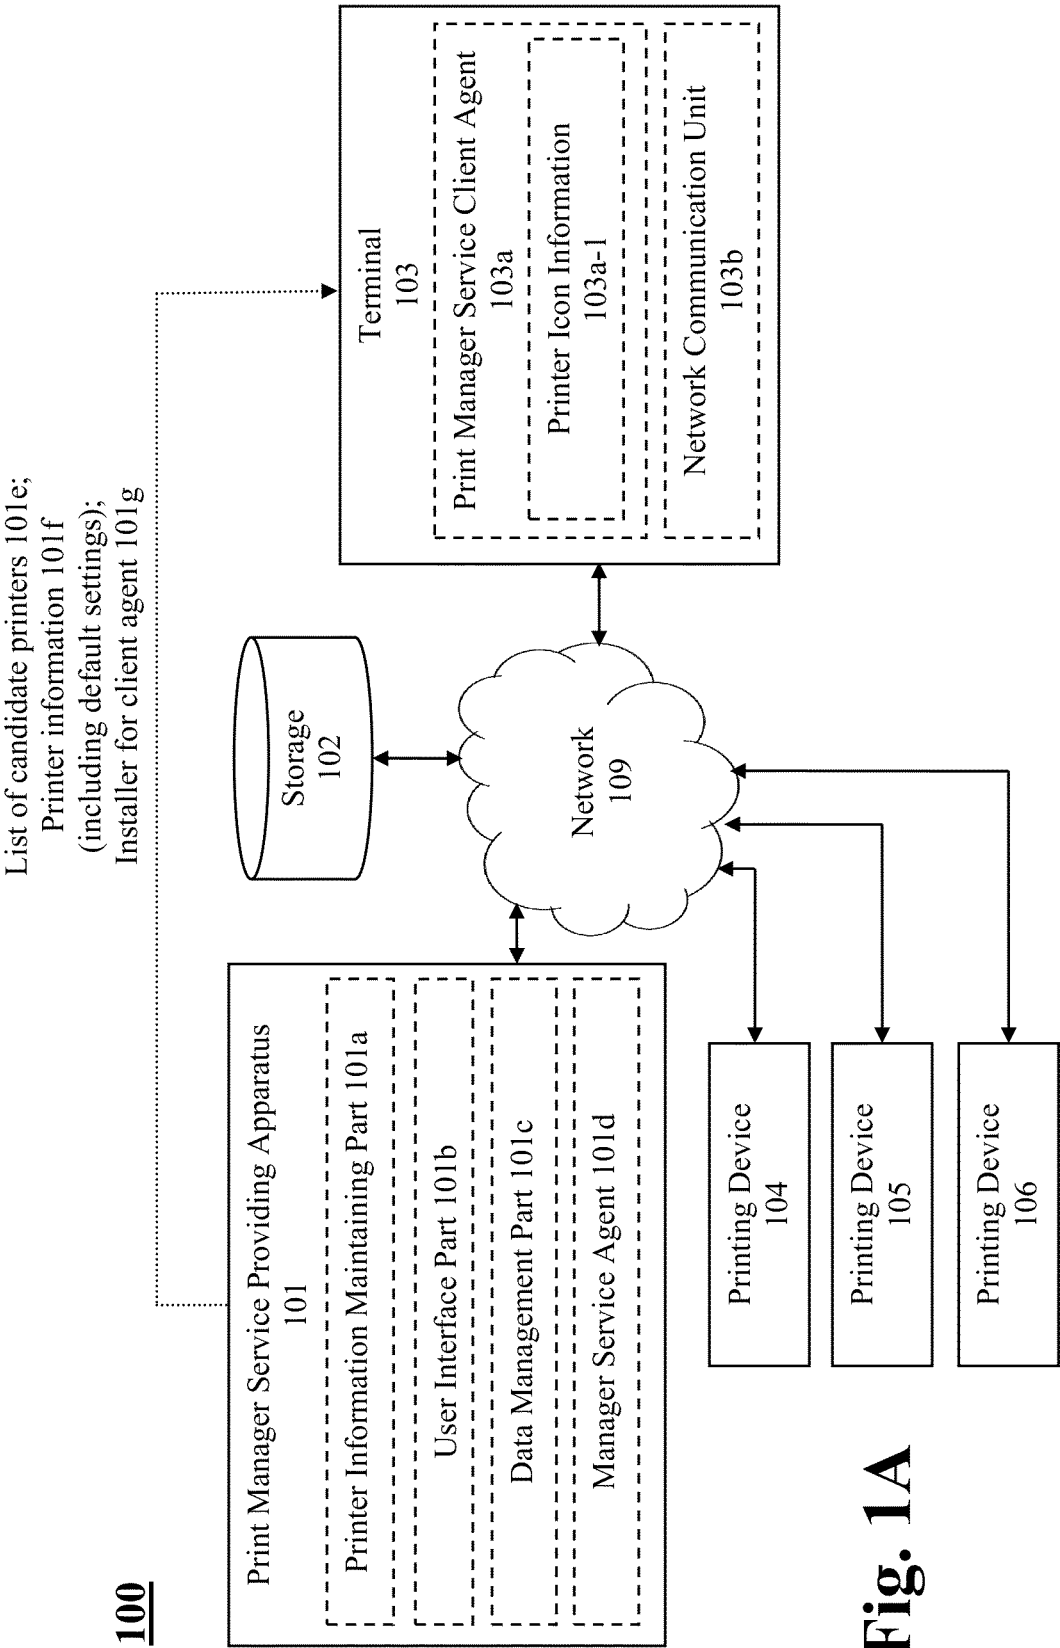 100
List of candidate printers 101e;
Printer information 101f
(including default settings);
Installer for client agent 101g
Print Manager Service Providing Apparatus
101
Printer Information Maintaining Part 101a
User Interface Part 101b
Data Management Part 101c
Manager Service Agent 101d
Storage
102
Network
109
Terminal
103
Print Manager Service Client Agent
103a
Printer Icon Information
103a-1
Network Communication Unit
103b
Printing Device
104
Printing Device
105
Printing Device
106
Fig. 1A